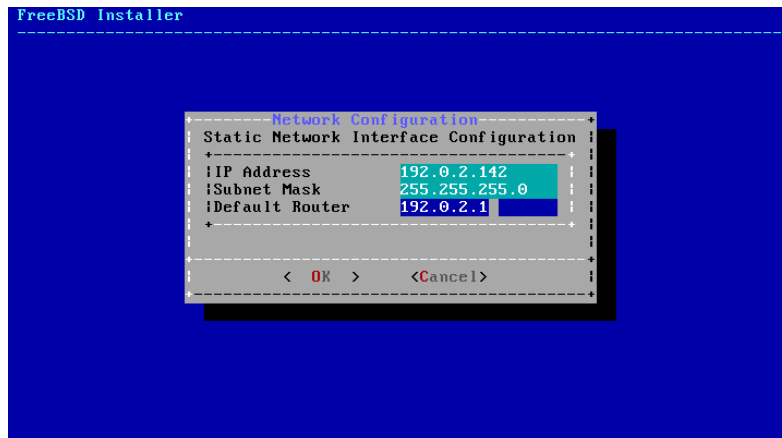 FreeBSD Installer
Network Configuration
Static Network Interface Configuration
IP Address 192.0.2.142
Subnet Mask 255.255.255.0
Default Router 192.0.2.1
< OK > <Cancel>